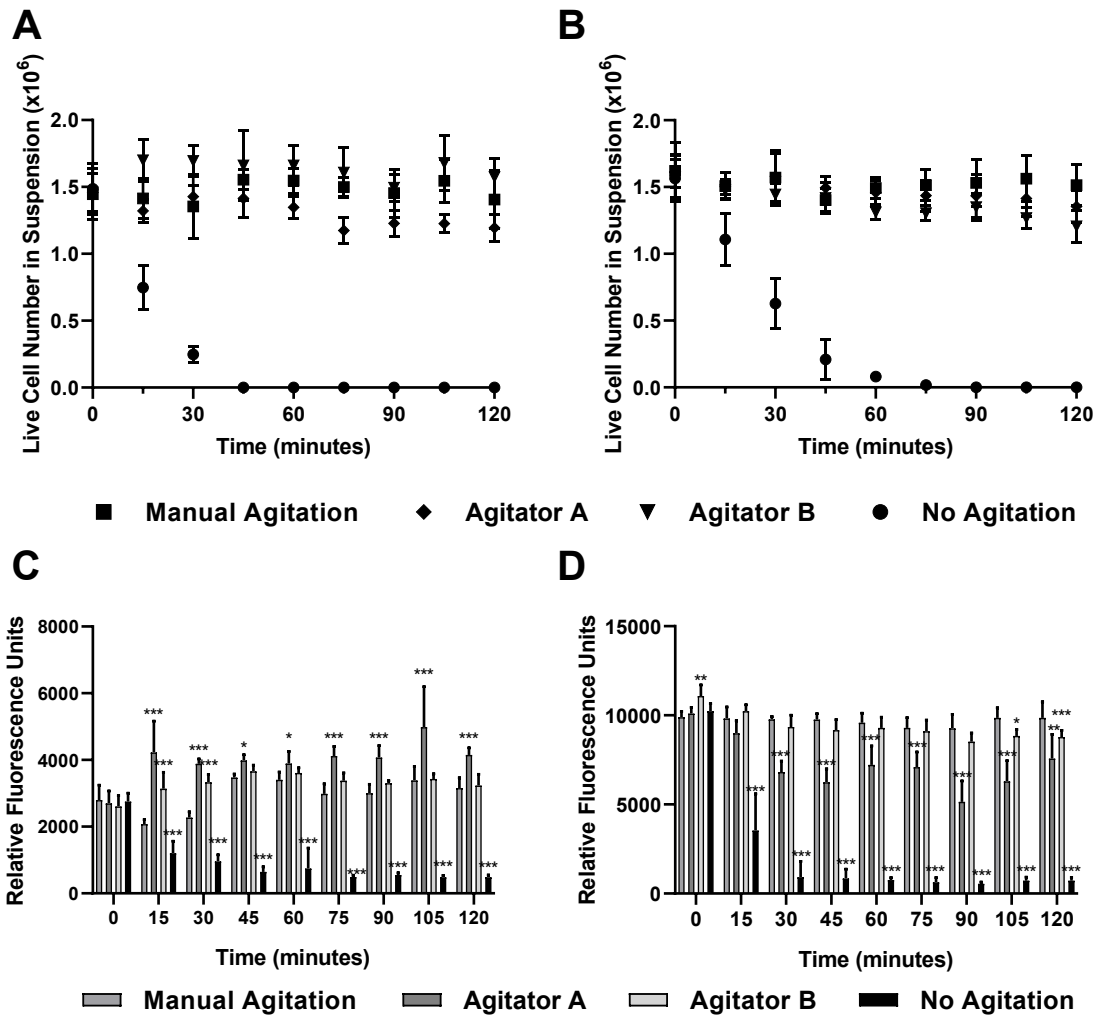 A
B
Live Cell Number in Suspension (x10⁶)
2.0
1.5
1.0
0.5
0.0
0 30 60 90 120
Time (minutes)
Live Cell Number in Suspension (x10⁶)
2.0
1.5
1.0
0.5
0.0
0 30 60 90 120
Time (minutes)
Manual Agitation Agitator A Agitator B No Agitation
C
D
Relative Fluorescence Units
8000
6000
4000
2000
0
*** *** *** *** *** *** * *** * *** *** *** *** *** *** *** *** ***
0 15 30 45 60 75 90 105 120
Time (minutes)
Relative Fluorescence Units
15000
10000
5000
0
** *** *** *** *** *** *** *** *** *** *** *** *** * *** ** *** ***
0 15 30 45 60 75 90 105 120
Time (minutes)
Manual Agitation Agitator A Agitator B No Agitation